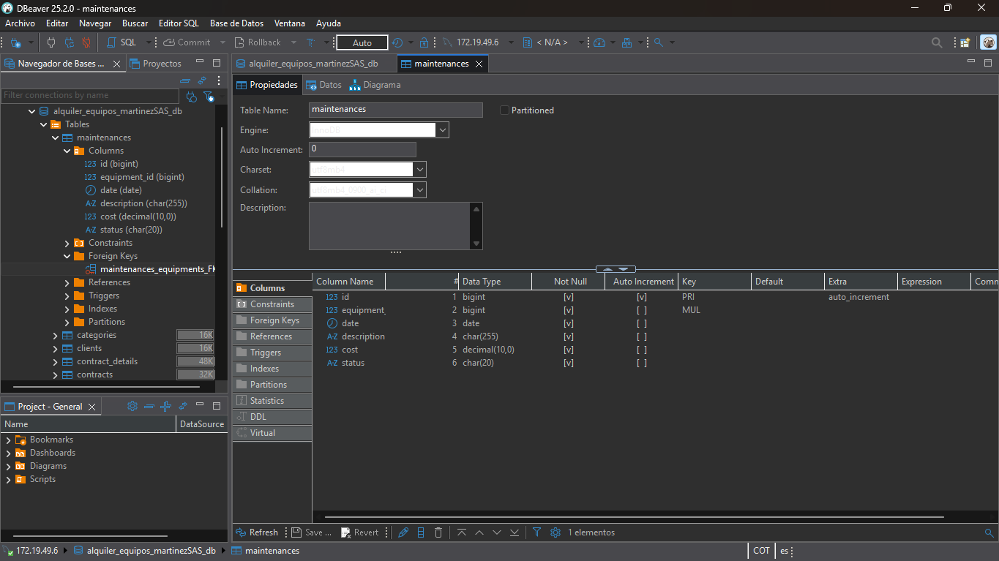 DBeaver 25.2.0 - maintenances
Archivo Editar Navegar Buscar Editor SQL Base de Datos Ventana Ayuda
SQL Commit Rollback T Auto 172.19.49.6 < N/A >
Navegador de Bases ... Proyectos
Filter connections by name
alquiler_equipos_martinezSAS_db
Tables
maintenances
Columns
123 id (bigint)
123 equipment_id (bigint)
date (date)
A-Z description (char(255))
123 cost (decimal(10,0))
A-Z status (char(20))
Constraints
Foreign Keys
maintenances_equipments_FK
References
Triggers
Indexes
Partitions
categories 16K
clients 16K
contract_details 48K
contracts 32K
Project - General
Name DataSource
Bookmarks
Dashboards
Diagrams
Scripts
alquiler_equipos_martinezSAS_db maintenances
Propiedades Datos Diagrama
Table Name: maintenances Partitioned
Engine: InnoDB
Auto Increment: 0
Charset: utf8mb4
Collation: utf8mb4_0900_ai_ci
Description:
Columns
Constraints
Foreign Keys
References
Triggers
Indexes
Partitions
Statistics
DDL
Virtual
Column Name # Data Type Not Null Auto Increment Key Default Extra Expression Comm
123 id 1 bigint [v] [v] PRI auto_increment
123 equipment_ 2 bigint [v] [ ] MUL
date 3 date [v] [ ]
A-Z description 4 char(255) [v] [ ]
123 cost 5 decimal(10,0) [v] [ ]
A-Z status 6 char(20) [v] [ ]
Refresh Save ... Revert 1 elementos
172.19.49.6 alquiler_equipos_martinezSAS_db maintenances COT es